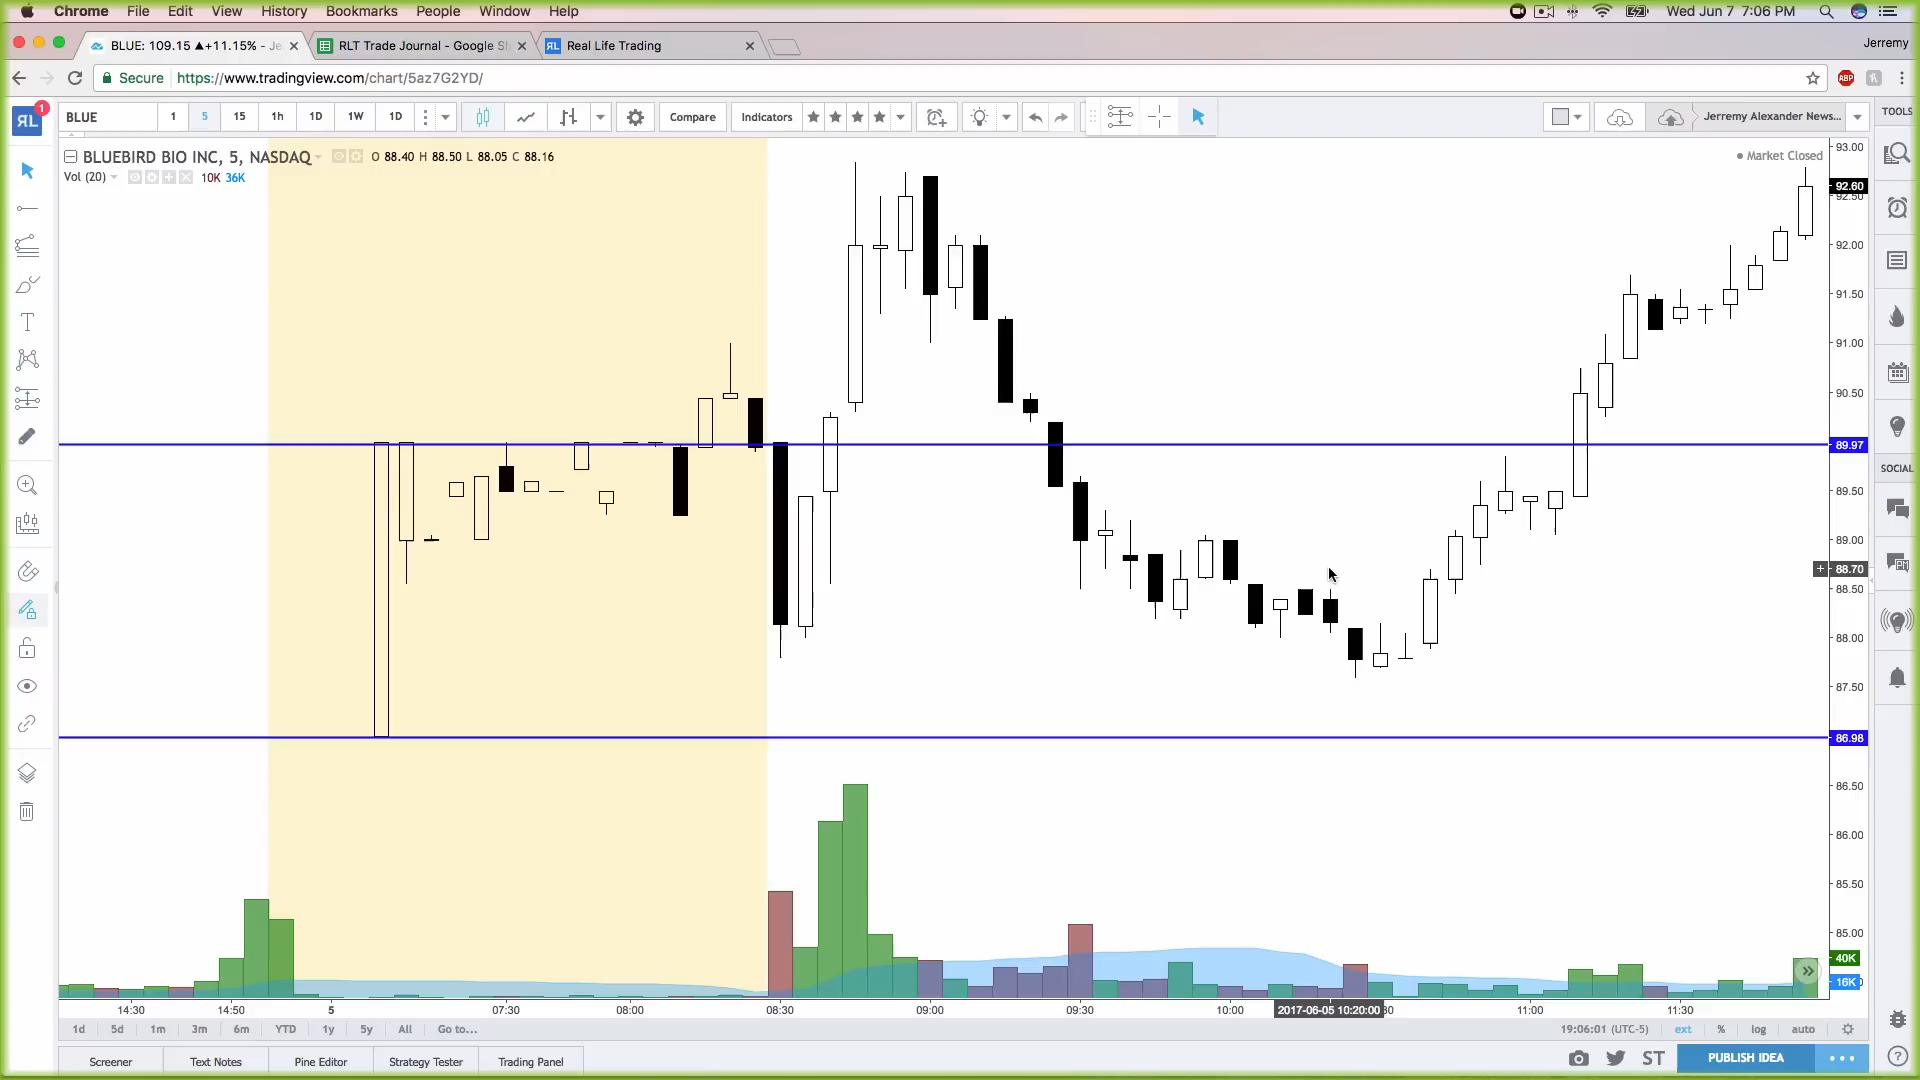 Chrome File Edit View History Bookmarks People Window Help Wed Jun 7 7:06 PM
BLUE: 109.15 ▲+11.15% - Je RLT Trade Journal - Google Sh Real Life Trading Jerremy
Secure https://www.tradingview.com/chart/5az7G2YD/ ABP
RL 1 BLUE 1 5 15 1h 1D 1W 1D Compare Indicators Jerremy Alexander News... TOOLS
BLUEBIRD BIO INC, 5, NASDAQ O 88.40 H 88.50 L 88.05 C 88.16 Market Closed
Vol (20) 10K 36K
93.00
92.60
92.50
92.00
91.50
91.00
90.50
89.97
SOCIAL
89.50
89.00
88.70
88.50
88.00
87.50
86.98
86.50
86.00
85.50
85.00
40K
16K
14:30 14:50 5 07:30 08:00 08:30 09:00 09:30 10:00 2017-06-05 10:20:00 11:00 11:30
1d 5d 1m 3m 6m YTD 1y 5y All Go to... 19:06:01 (UTC-5) ext % log auto
Screener Text Notes Pine Editor Strategy Tester Trading Panel ST PUBLISH IDEA